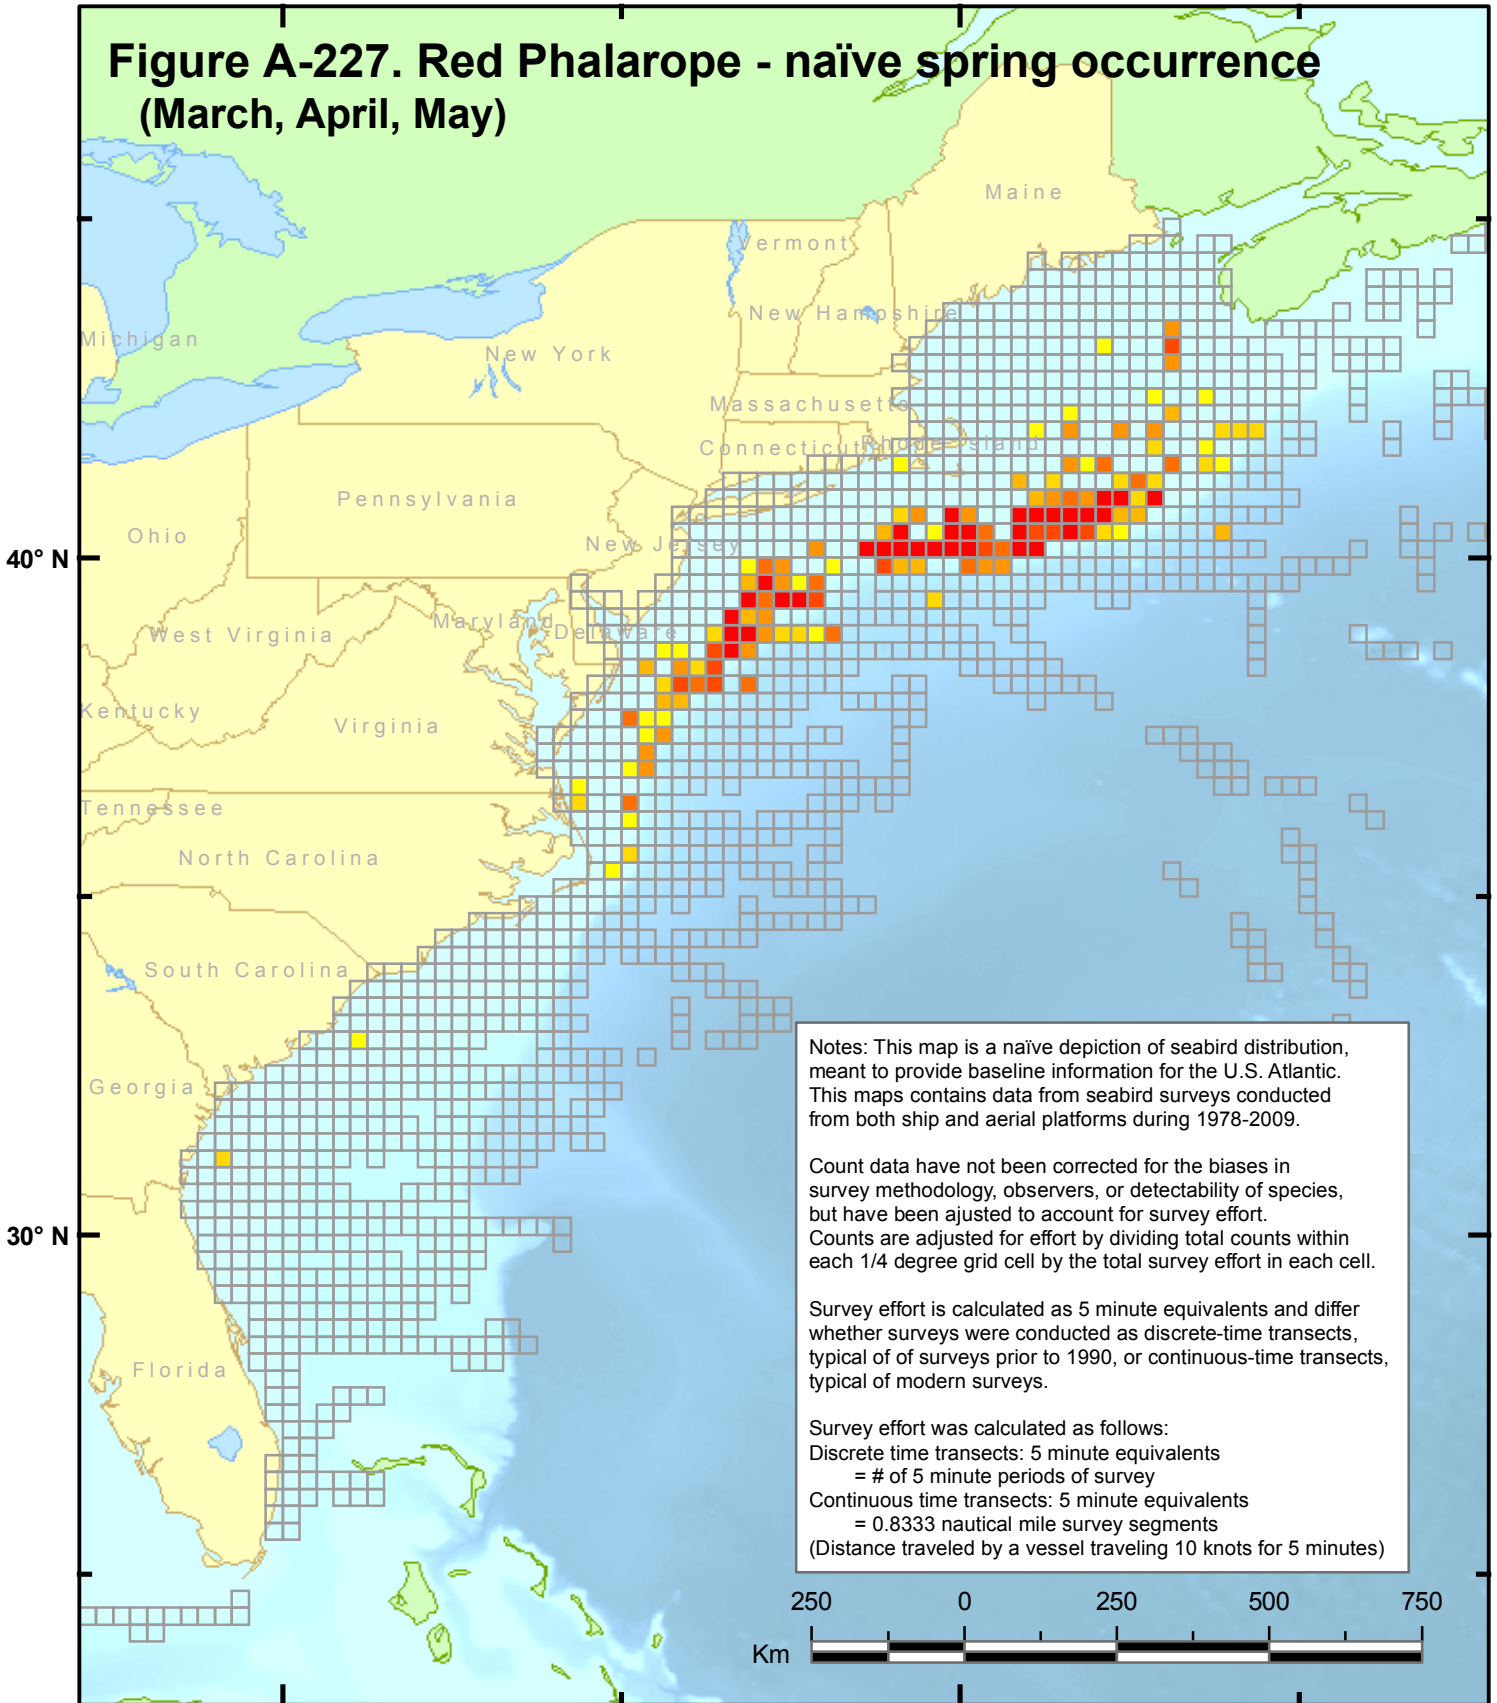 Figure A-227. Red Phalarope - naïve spring occurrence
(March, April, May)
Maine
Vermont
New Hampshire
Michigan
New York
Massachusetts
Connecticut
Rhode Island
Pennsylvania
Ohio
New Jersey
40° N
West Virginia
Maryland
Delaware
Kentucky
Virginia
Tennessee
North Carolina
South Carolina
Georgia
30° N
Florida
Notes: This map is a naïve depiction of seabird distribution,
meant to provide baseline information for the U.S. Atlantic.
This maps contains data from seabird surveys conducted
from both ship and aerial platforms during 1978-2009.
Count data have not been corrected for the biases in
survey methodology, observers, or detectability of species,
but have been ajusted to account for survey effort.
Counts are adjusted for effort by dividing total counts within
each 1/4 degree grid cell by the total survey effort in each cell.
Survey effort is calculated as 5 minute equivalents and differ
whether surveys were conducted as discrete-time transects,
typical of of surveys prior to 1990, or continuous-time transects,
typical of modern surveys.
Survey effort was calculated as follows:
Discrete time transects: 5 minute equivalents
= # of 5 minute periods of survey
Continuous time transects: 5 minute equivalents
= 0.8333 nautical mile survey segments
(Distance traveled by a vessel traveling 10 knots for 5 minutes)
250 0 250 500 750
Km